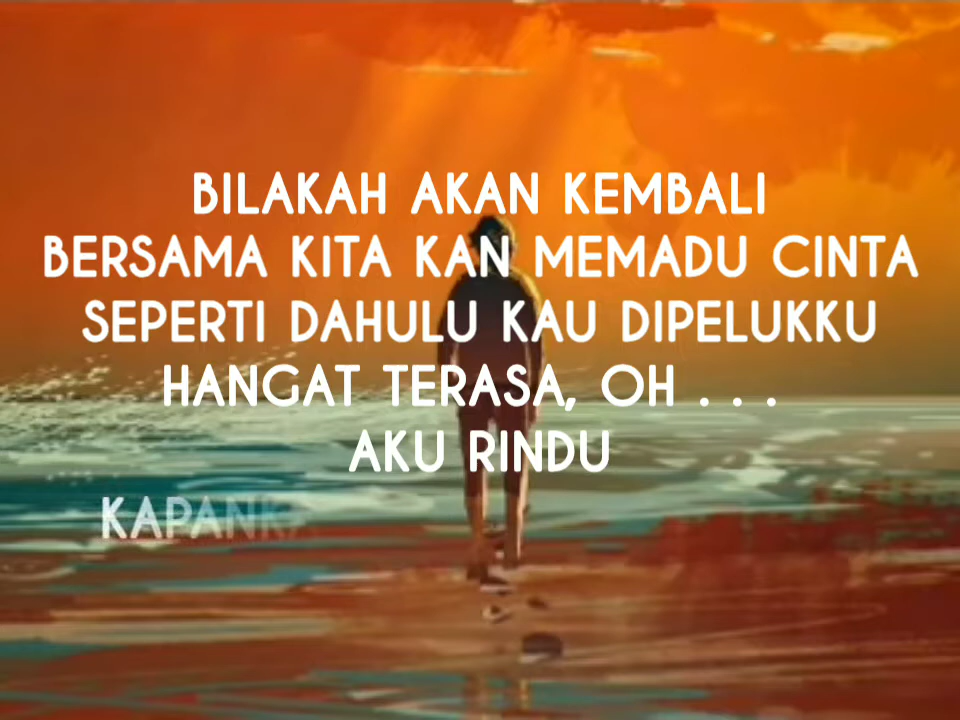 BILAKAH AKAN KEMBALI
BERSAMA KITA KAN MEMADU CINTA
SEPERTI DAHULU KAU DIPELUKKU
HANGAT TERASA, OH . . .
AKU RINDU